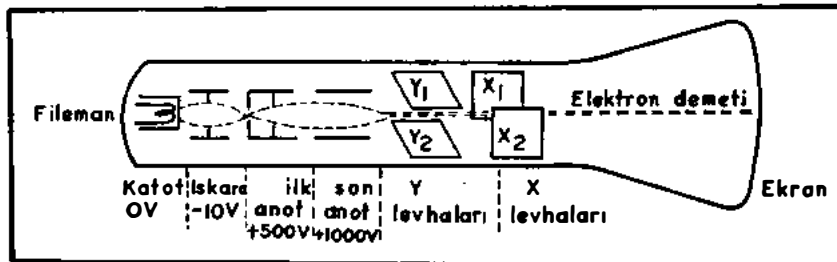 Y1
X1
Elektron demeti
Fileman
Y2
X2
Katot Iskara ilk son Y X Ekran
0V -10V anot anot levhaları levhaları
+500V +1000V